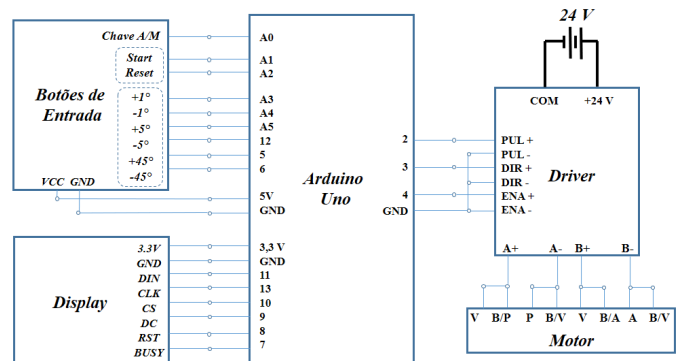 24 V
Chave A/M
Start
Reset
Botões de
Entrada
+1°
-1°
+5°
-5°
+45°
-45°
VCC GND
A0
A1
A2
A3
A4
A5
12
5
6
5V
GND
Arduino
Uno
2
3
4
GND
COM +24 V
PUL +
PUL -
DIR +
DIR -
ENA +
ENA -
Driver
A+ A- B+ B-
Display
3.3V
GND
DIN
CLK
CS
DC
RST
BUSY
3,3 V
GND
11
13
10
9
8
7
V B/P P B/V V B/A A B/V
Motor